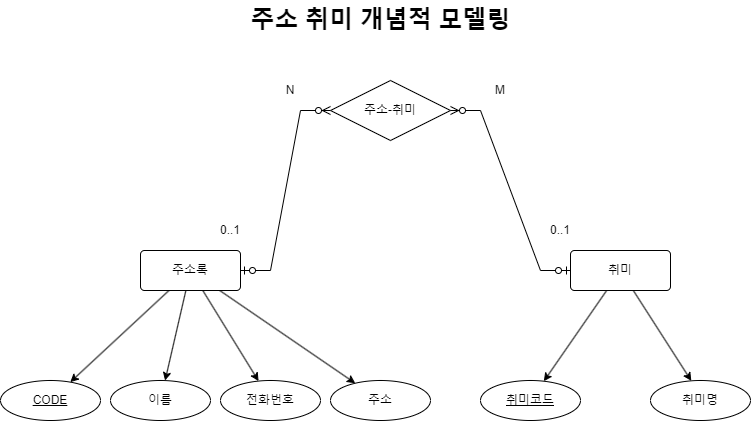 주소 취미 개념적 모델링
N
주소-취미
M
0..1
0..1
주소록
취미
CODE
이름
전화번호
주소
취미코드
취미명